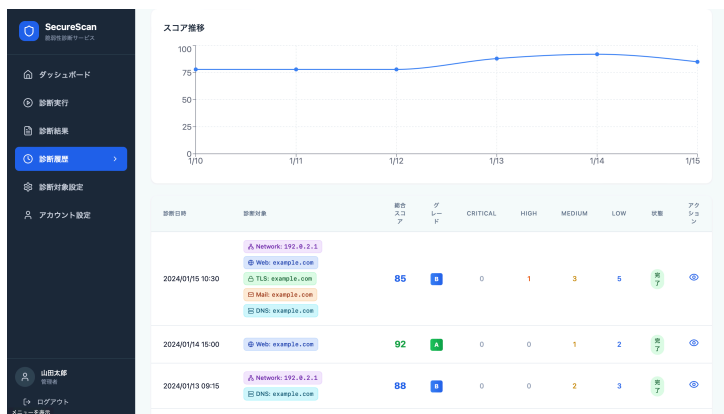 SecureScan
脆弱性診断サービス
ダッシュボード
診断実行
診断結果
診断履歴
診断対象設定
アカウント設定
山田太郎
管理者
ログアウト
メニューを表示
スコア推移
100
75
50
25
0
1/10 1/11 1/12 1/13 1/14 1/15
診断日時 診断対象 総合スコア グレード CRITICAL HIGH MEDIUM LOW 状態 アクション
Network: 192.0.2.1
Web: example.com
2024/01/15 10:30 TLS: example.com 85 B 0 1 3 5 完了
Mail: example.com
DNS: example.com
2024/01/14 15:00 Web: example.com 92 A 0 0 1 2 完了
Network: 192.0.2.1
2024/01/13 09:15 88 B 0 0 2 3 完了
DNS: example.com